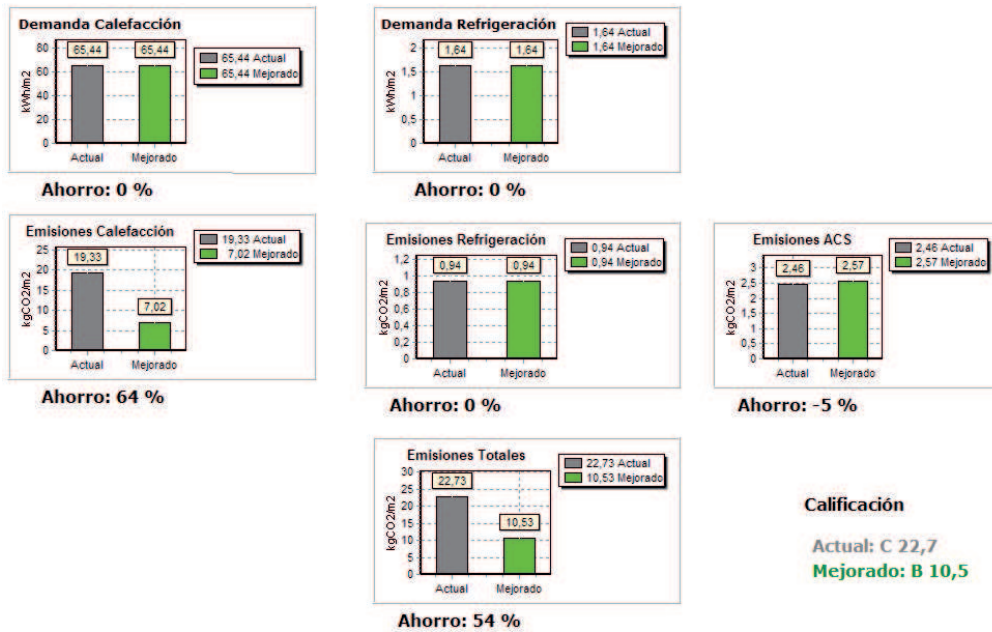 Demanda Calefacción
80
60
40
20
0
kWh/m2
65,44
65,44
Actual
Mejorado
65,44 Actual
65,44 Mejorado
Ahorro: 0 %
Demanda Refrigeración
2
1,5
1
0,5
0
kWh/m2
1,64
1,64
Actual
Mejorado
1,64 Actual
1,64 Mejorado
Ahorro: 0 %
Emisiones Calefacción
25
20
15
10
5
0
kgCO2/m2
19,33
7,02
Actual
Mejorado
19,33 Actual
7,02 Mejorado
Ahorro: 64 %
Emisiones Refrigeración
1,2
1
0,8
0,6
0,4
0,2
0
kgCO2/m2
0,94
0,94
Actual
Mejorado
0,94 Actual
0,94 Mejorado
Ahorro: 0 %
Emisiones ACS
3
2,5
2
1,5
1
0,5
0
kgCO2/m2
2,46
2,57
Actual
Mejorado
2,46 Actual
2,57 Mejorado
Ahorro: -5 %
Emisiones Totales
30
25
20
15
10
5
0
kgCO2/m2
22,73
10,53
Actual
Mejorado
22,73 Actual
10,53 Mejorado
Ahorro: 54 %
Calificación
Actual: C 22,7
Mejorado: B 10,5